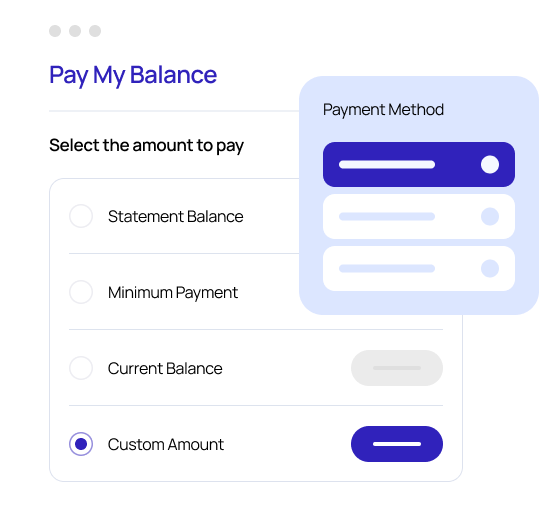 Pay My Balance
Payment Method
Select the amount to pay
Statement Balance
Minimum Payment
Current Balance
Custom Amount